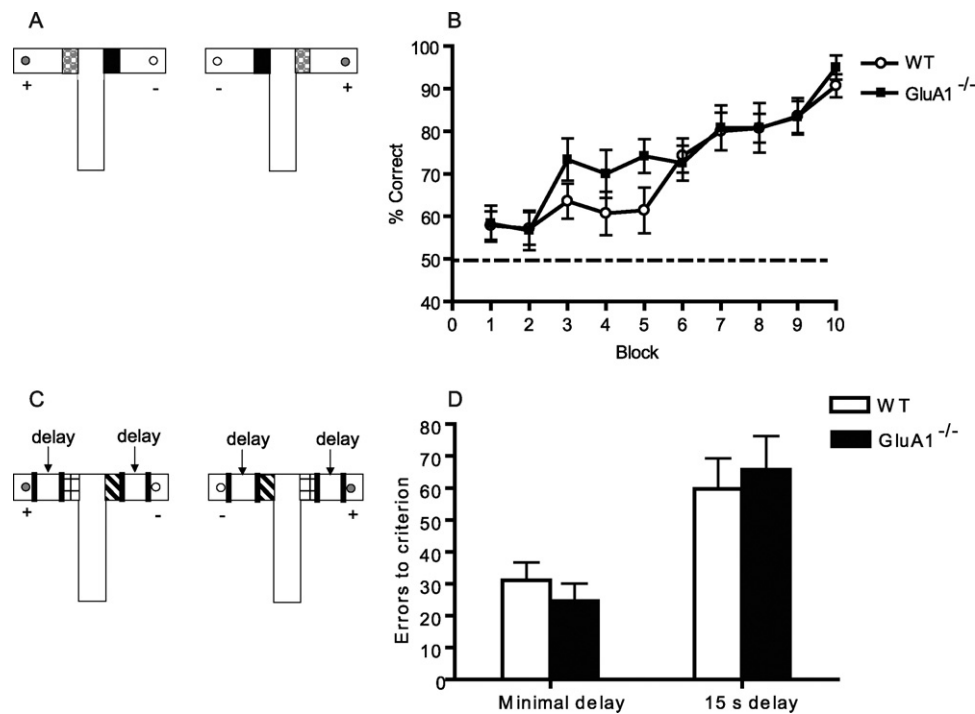 A
+
-
-
+
B
100
90
80
70
60
50
40
% Correct
0 1 2 3 4 5 6 7 8 9 10
Block
WT
GluA1 -/-
C
delay delay
delay delay
+
-
-
+
D
80
70
60
50
40
30
20
10
0
Errors to criterion
Minimal delay 15 s delay
WT
GluA1 -/-